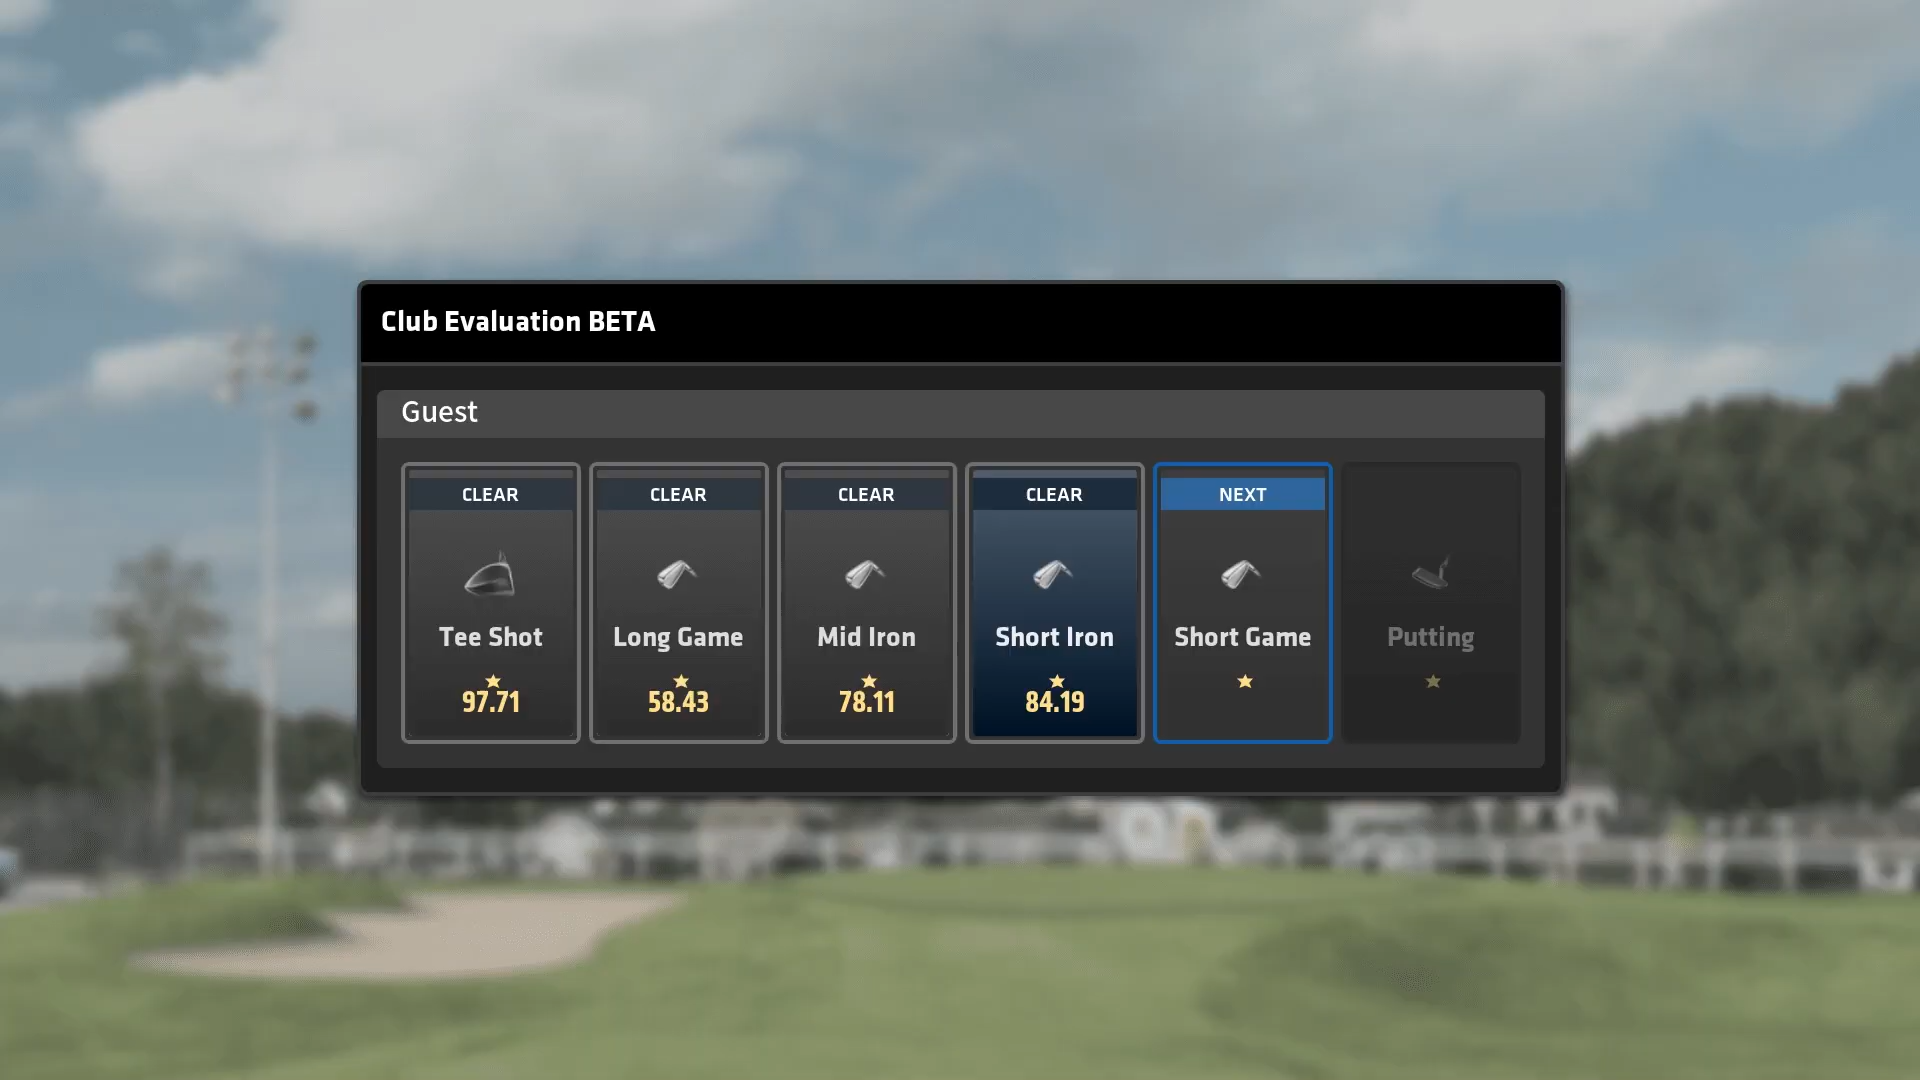 Club Evaluation BETA
Guest
CLEAR
Tee Shot
97.71
CLEAR
Long Game
58.43
CLEAR
Mid Iron
78.11
CLEAR
Short Iron
84.19
NEXT
Short Game
Putting